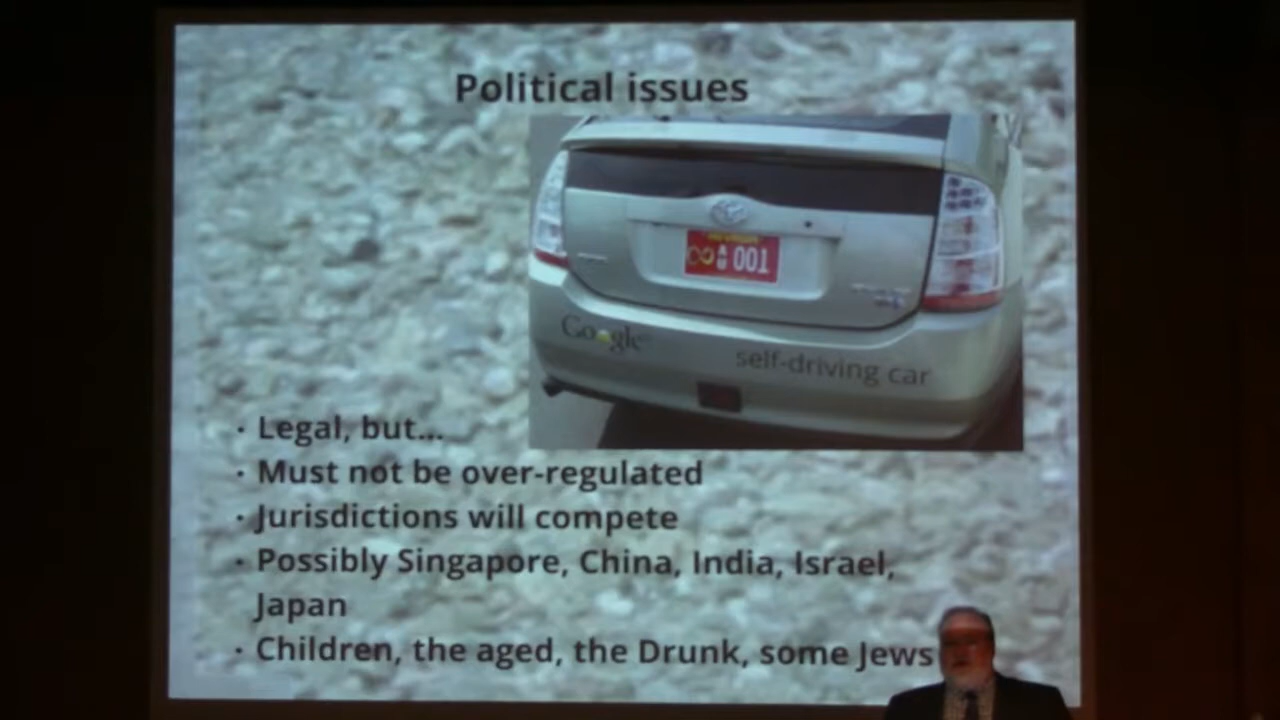 Political issues
001
Google
self-driving car
· Legal, but...
· Must not be over-regulated
· Jurisdictions will compete
· Possibly Singapore, China, India, Israel,
Japan
· Children, the aged, the Drunk, some Jews